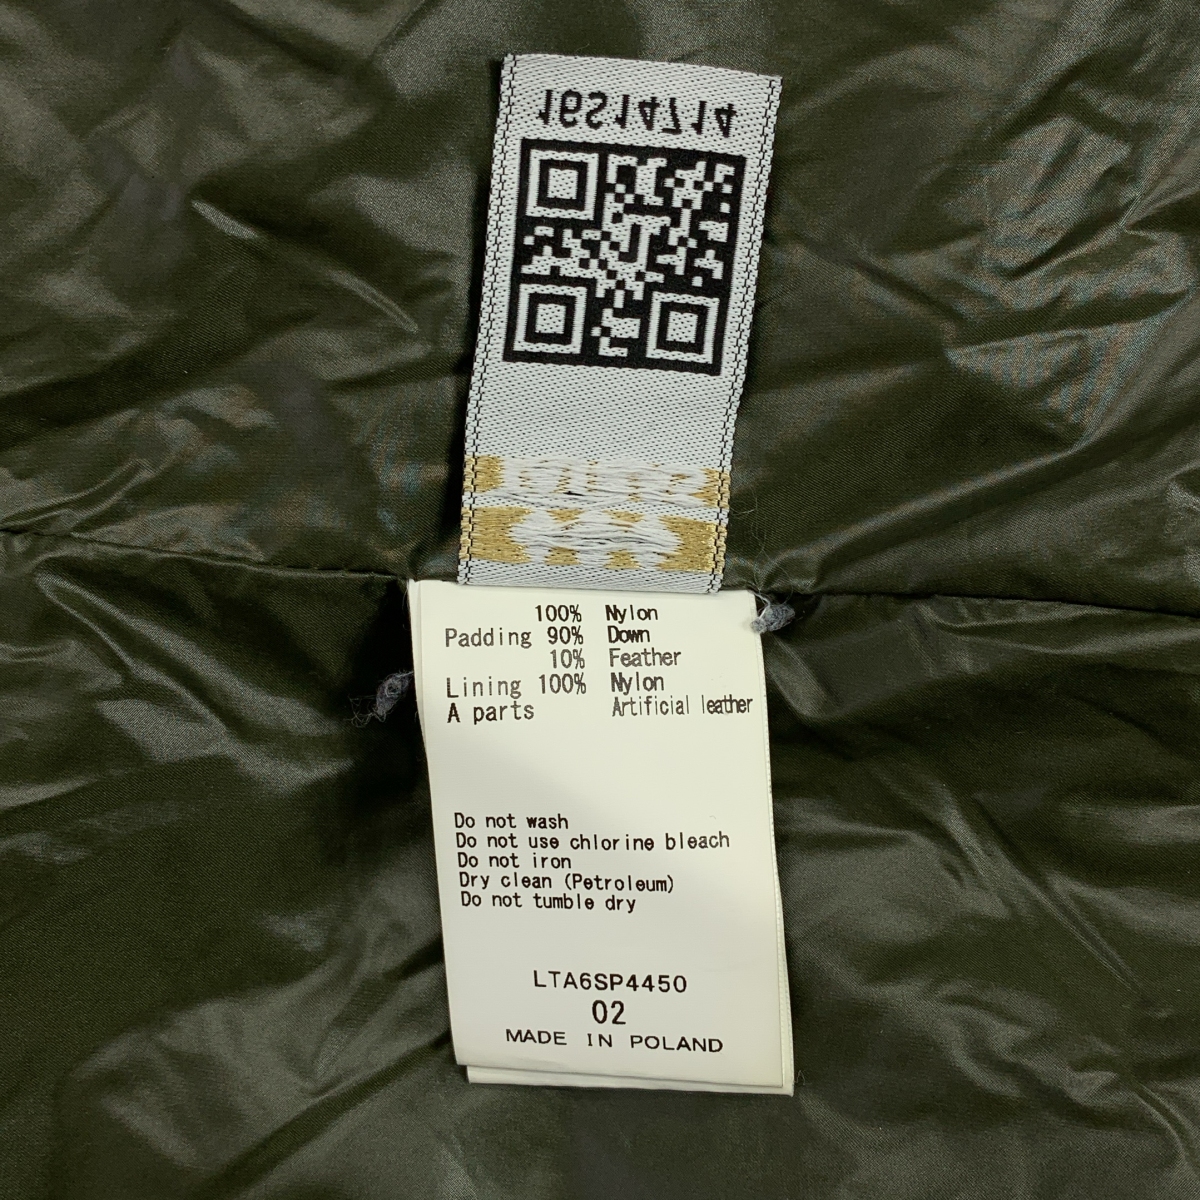 16S14714
100% Nylon
Padding 90% Down
10% Feather
Lining 100% Nylon
A parts Artificial leather
Do not wash
Do not use chlorine bleach
Do not iron
Dry clean (Petroleum)
Do not tumble dry
LTA6SP4450
02
MADE IN POLAND